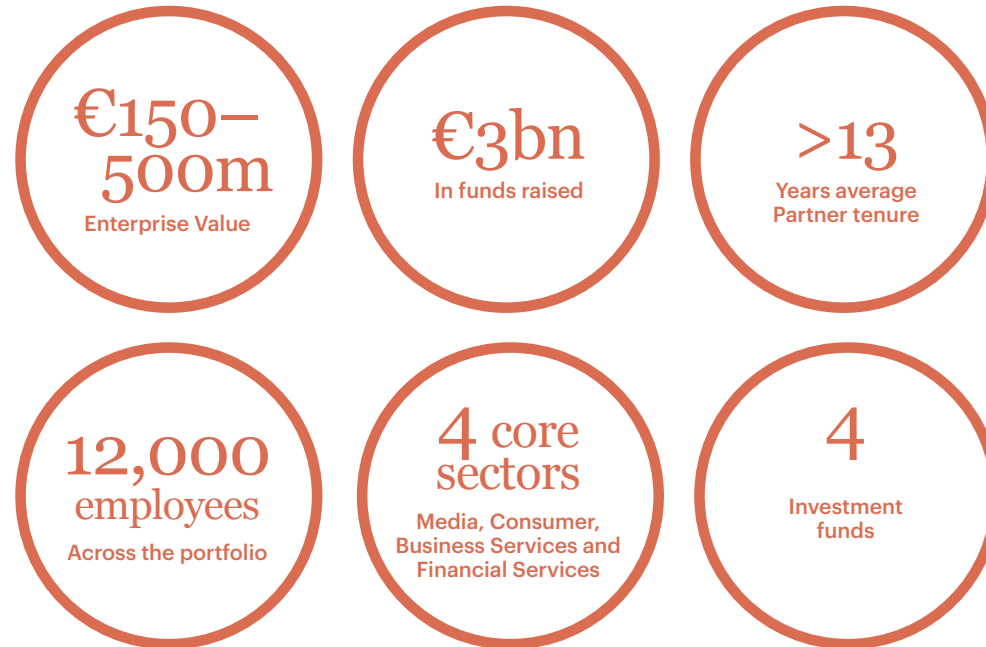 €150–
500m
Enterprise Value
€3bn
In funds raised
>13
Years average
Partner tenure
12,000
employees
Across the portfolio
4 core
sectors
Media, Consumer,
Business Services and
Financial Services
4
Investment
funds